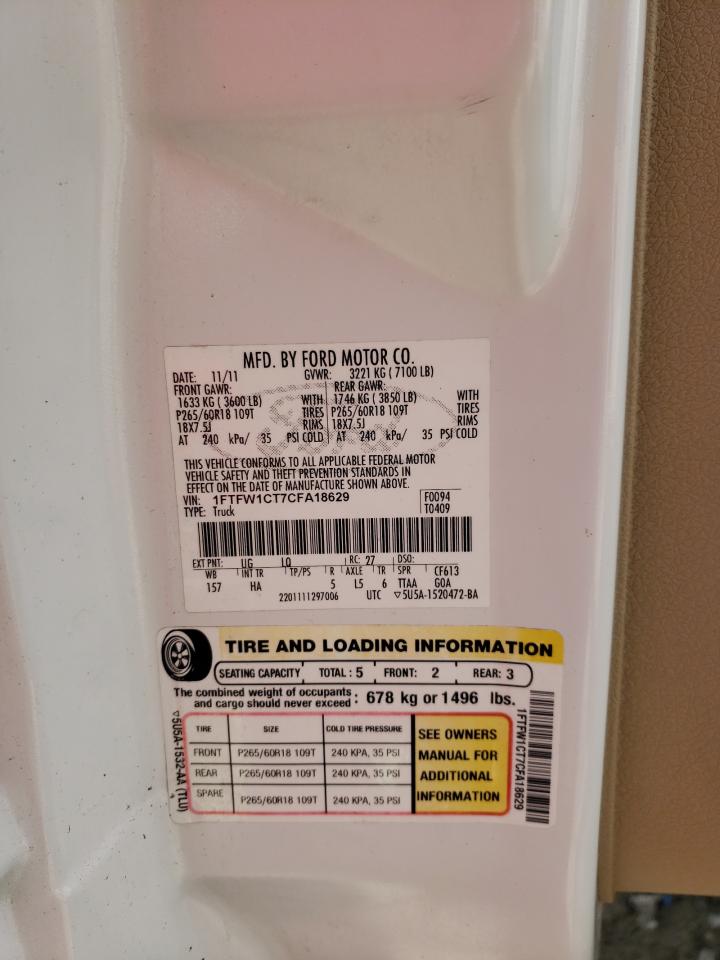 MFD. BY FORD MOTOR CO.
DATE: 11/11 GVWR: 3221 KG ( 7100 LB)
FRONT GAWR: REAR GAWR:
1633 KG ( 3600 LB) WITH 1746 KG ( 3850 LB) WITH
P265/60R18 109T TIRES P265/60R18 109T TIRES
18X7.5J RIMS 18X7.5J RIMS
AT 240 kPa/ 35 PSI COLD AT 240 kPa/ 35 PSI COLD
THIS VEHICLE CONFORMS TO ALL APPLICABLE FEDERAL MOTOR
VEHICLE SAFETY AND THEFT PREVENTION STANDARDS IN
EFFECT ON THE DATE OF MANUFACTURE SHOWN ABOVE.
VIN: 1FTFW1CT7CFA18629 F0094
TYPE: Truck T0409
EXT PNT: UG LQ RC: 27 DSO:
WB INT TR TP/PS R AXLE TR SPR CF613
157 HA 5 L5 6 TTAA GOA
2201111297006 UTC ▽5U5A-1520472-BA
TIRE AND LOADING INFORMATION
SEATING CAPACITY TOTAL: 5 FRONT: 2 REAR: 3
The combined weight of occupants
and cargo should never exceed : 678 kg or 1496 lbs.
TIRE SIZE COLD TIRE PRESSURE
FRONT P265/60R18 109T 240 KPA, 35 PSI
REAR P265/60R18 109T 240 KPA, 35 PSI
SPARE P265/60R18 109T 240 KPA, 35 PSI
SEE OWNERS
MANUAL FOR
ADDITIONAL
INFORMATION
▽5U5A-1532-AA (TLU)
1FTFW1CT7CFA18629